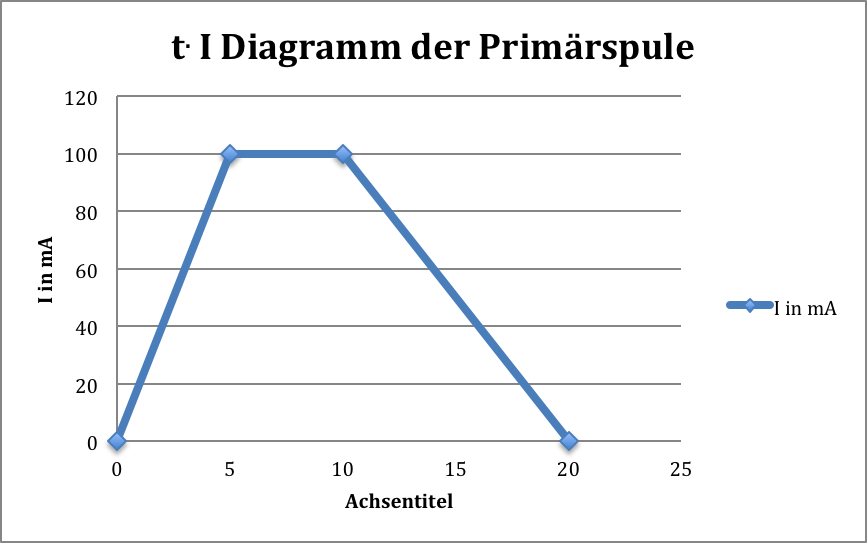 t· I Diagramm der Primärspule
120
100
80
60
40
20
0
I in mA
0 5 10 15 20 25
Achsentitel
I in mA